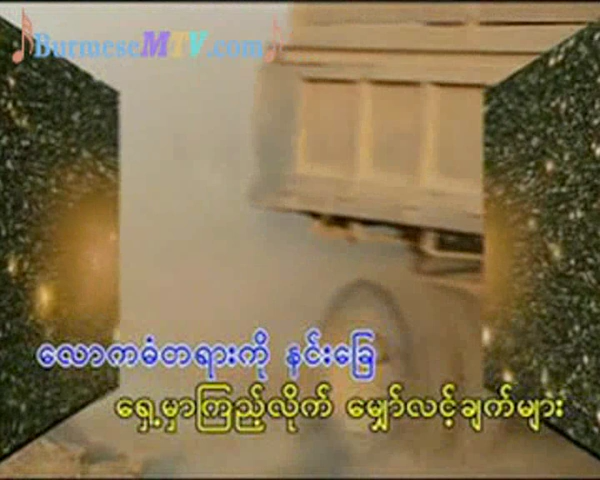 BurmeseMTV.com
လောကဓံတရားကို နင်းခြေ
ရှေ့မှာကြည့်လိုက် မျှော်လင့်ချက်များ